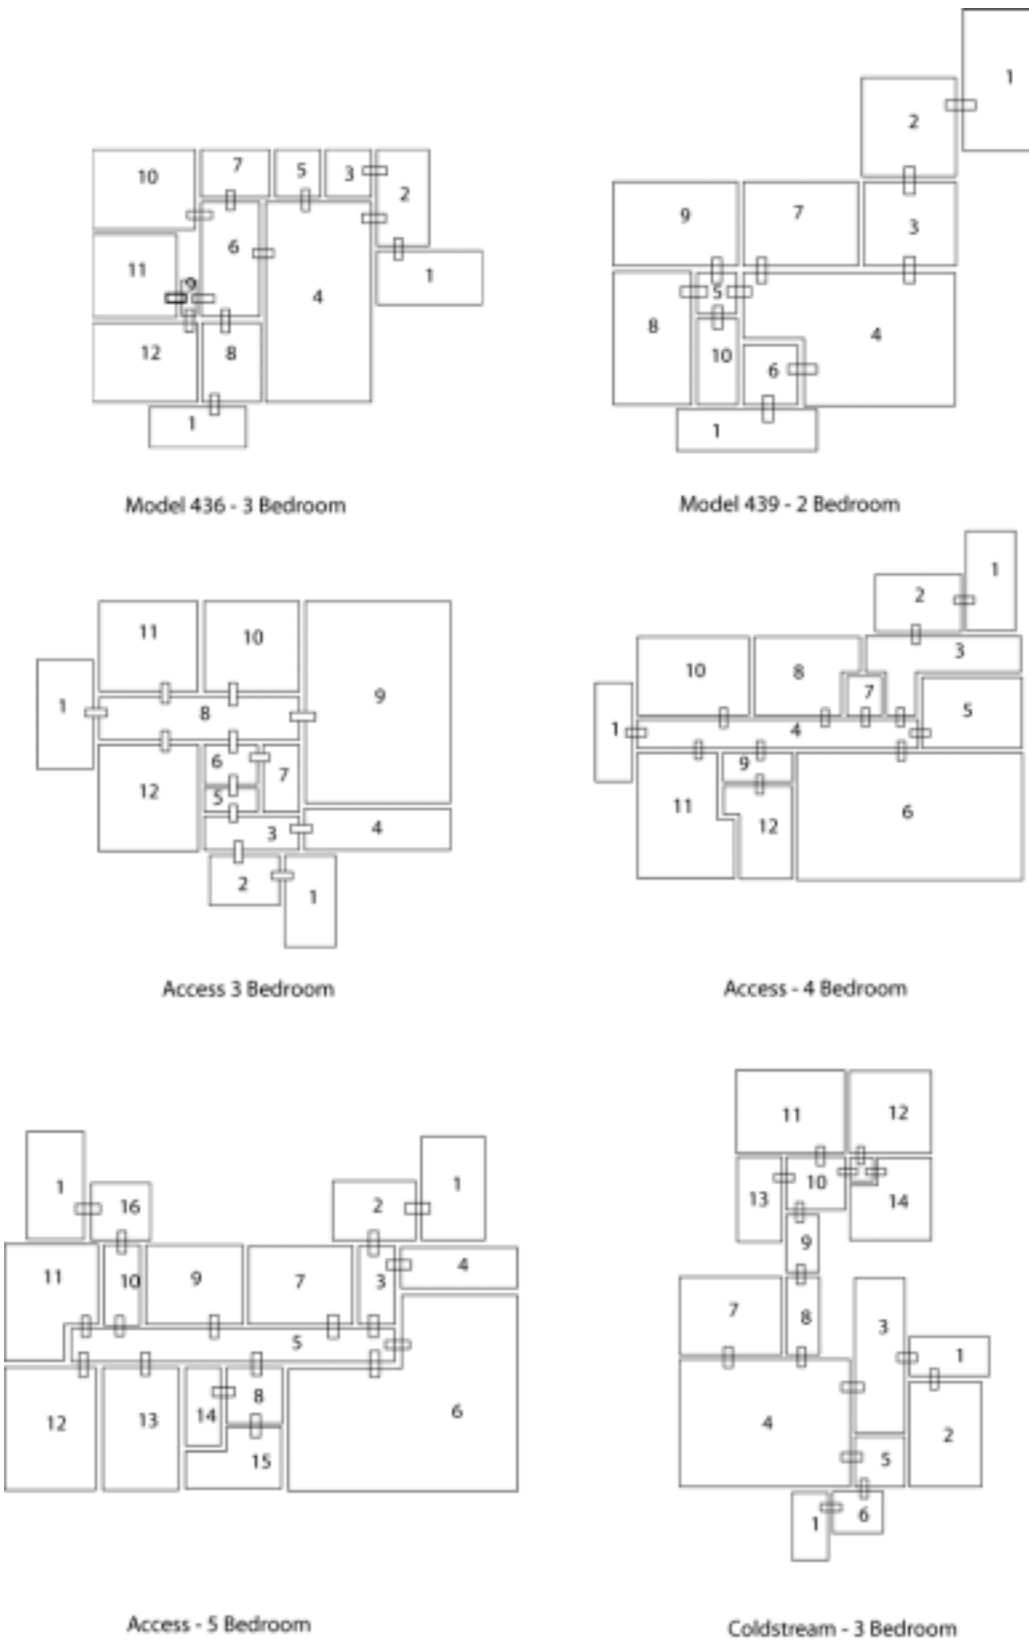 1
2
10 7 5 3 2
9 7 3
6
11 9 1
4
5
8 4
12 8 10 6
1
1
Model 436 - 3 Bedroom
Model 439 - 2 Bedroom
1
2
11 10 3
10 8 7
9 5
1 8 1 4
6 9
7
12 5 11 12 6
3 4
2
1
Access 3 Bedroom
Access - 4 Bedroom
11 12
10
13 14
1 2 1
16
9
11 10 9 7 3 4
7 8 3
5 1
4 2
12 13 14 8 6
15 5
6
1
Access - 5 Bedroom
Coldstream - 3 Bedroom